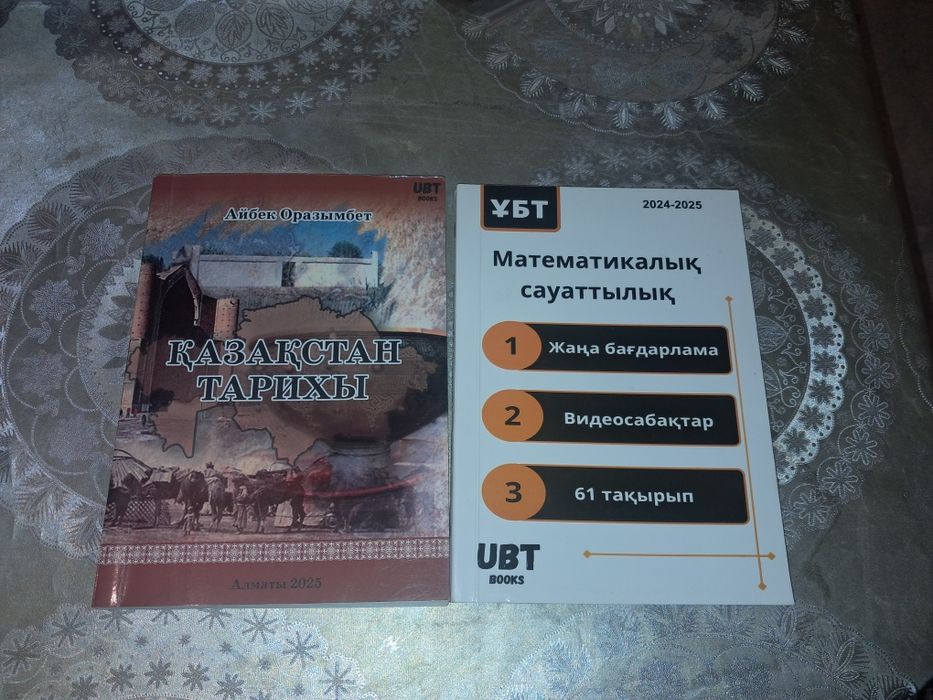 UBT
BOOKS
Айбек Оразымбет
ҚАЗАҚСТАН
ТАРИХЫ
Алматы 2025
ҰБТ
2024-2025
Математикалық
сауаттылық
1 Жаңа бағдарлама
2 Видеосабақтар
3 61 тақырып
UBT
BOOKS